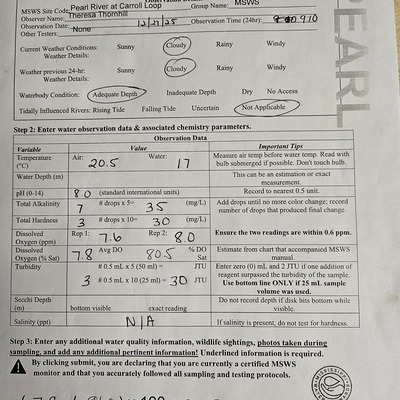 MSWS Site Code: Pearl River at Carroll Loop Group Name: MSWS
Observer Name: Theresa Thornhill
Observation Date: 12/27/25 Observation Time (24hr): 0910
Other Testers: None
Current Weather Conditions: Sunny Cloudy Rainy Windy
Weather Details:
Weather previous 24-hr: Sunny Cloudy Rainy Windy
Weather Details:
Waterbody Condition: Adequate Depth Inadequate Depth Dry No Access
Tidally Influenced Rivers: Rising Tide Falling Tide Uncertain Not Applicable
PEARL
Step 2: Enter water observation data & associated chemistry parameters.
Observation Data
Variable Value Important Tips
Temperature (°C) Air: 20.5 Water: 17 Measure air temp before water temp. Read with bulb submerged if possible. Don't touch bulb.
Water Depth (m) This can be an estimation or exact measurement.
pH (0-14) 8.0 (standard international units) Record to nearest 0.5 unit.
Total Alkalinity 7 # drops x 5= 35 (mg/L) Add drops until no more color change; record number of drops that produced final change.
Total Hardness 3 # drops x 10= 30 (mg/L)
Dissolved Oxygen (ppm) Rep 1: 7.6 Rep 2: 8.0 Ensure the two readings are within 0.6 ppm.
Dissolved Oxygen (% Sat) 7.8 Avg DO 80.5 % DO Sat Estimate from chart that accompanied MSWS manual.
Turbidity # 0.5 mL x 5 (50 ml) = JTU Enter zero (0) mL and 2 JTU if one addition of reagent surpassed the turbidity of the sample.
3 # 0.5 mL x 10 (25 ml) = 30 JTU Use bottom line ONLY if 25 mL sample volume was used.
Secchi Depth (m) bottom visible exact reading Do not record depth if disk hits bottom while visible.
Salinity (ppt) N/A If salinity is present, do not test for hardness.
Step 3: Enter any additional water quality information, wildlife sightings, photos taken during sampling, and add any additional pertinent information! Underlined information is required.
By clicking submit, you are declaring that you are currently a certified MSWS monitor and that you accurately followed all sampling and testing protocols.